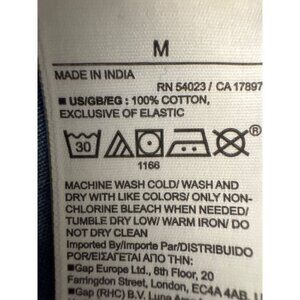 M
MADE IN INDIA
RN 54023 / CA 17897
■ US/GB/EG : 100% COTTON,
EXCLUSIVE OF ELASTIC
30 ®
1166
MACHINE WASH COLD/ WASH AND
DRY WITH LIKE COLORS/ ONLY NON-
CHLORINE BLEACH WHEN NEEDED/
TUMBLE DRY LOW/ WARM IRON/ DO
NOT DRY CLEAN
Imported By/Importe Par/DISTRIBUIDO
POR/ΕΙΣΑΓΕΤΑΙ ΑΠΟ :
■Gap Europe Ltd., 8th Floor, 20
Farringdon Street, London, EC4A 4AB,
■Gap (RHC) B.V. Luna